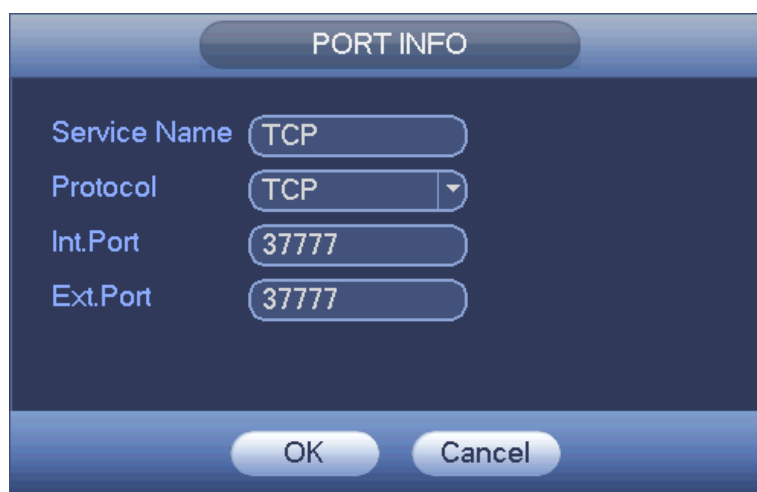 PORT INFO
Service Name TCP
Protocol TCP
Int.Port 37777
Ext.Port 37777
OK Cancel